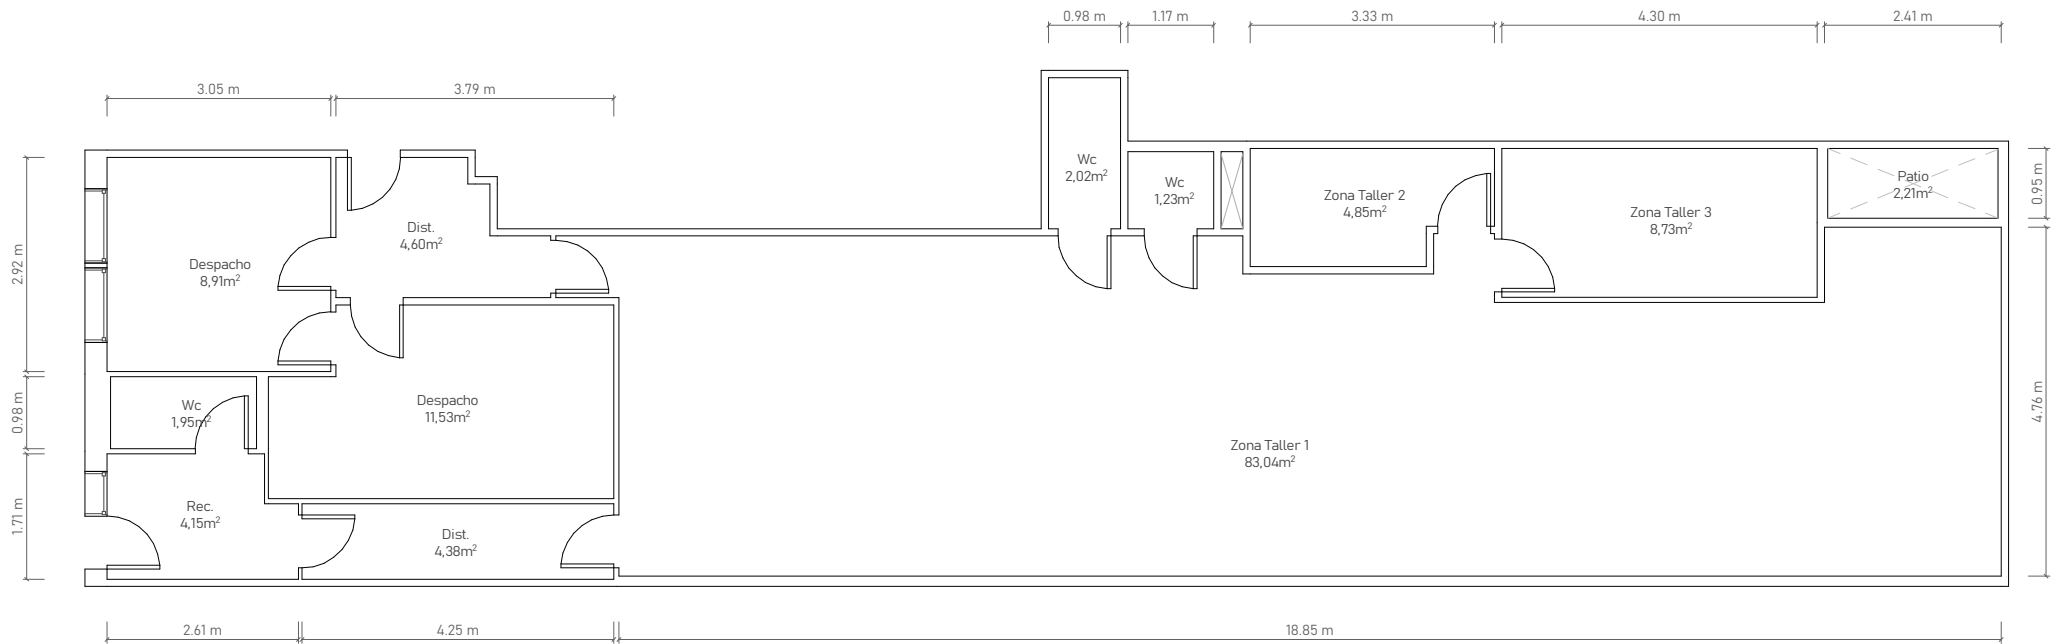 0.98 m
1.17 m
3.33 m
4.30 m
2.41 m
3.05 m
3.79 m
2.92 m
0.98 m
1.71 m
0.95 m
4.76 m
Wc
2,02m²
Wc
1,23m²
Zona Taller 2
4,85m²
Zona Taller 3
8,73m²
Patio
2,21m²
Dist.
4,60m²
Despacho
8,91m²
Wc
1,95m²
Despacho
11,53m²
Zona Taller 1
83,04m²
Rec.
4,15m²
Dist.
4,38m²
2.61 m
4.25 m
18.85 m